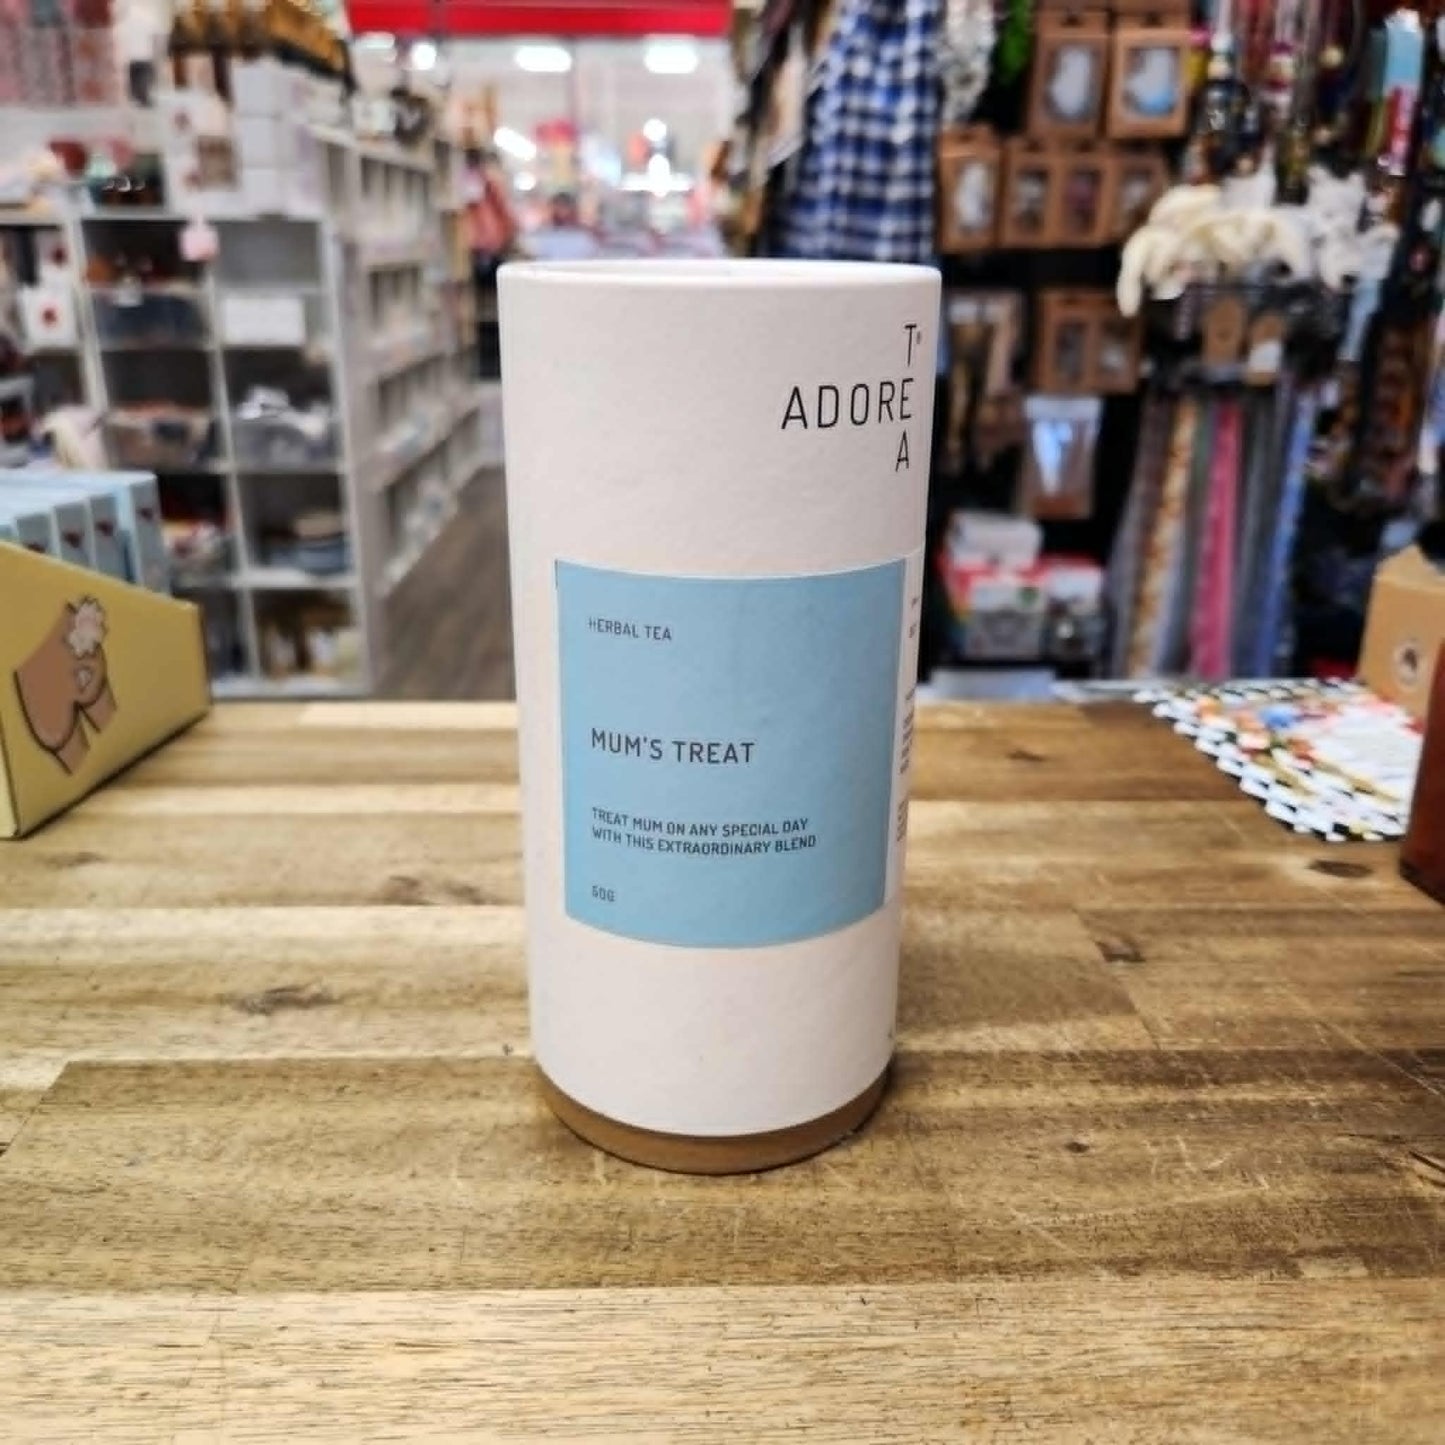 T
ADORE
A
HERBAL TEA
MUM'S TREAT
TREAT MUM ON ANY SPECIAL DAY
WITH THIS EXTRAORDINARY BLEND
50G